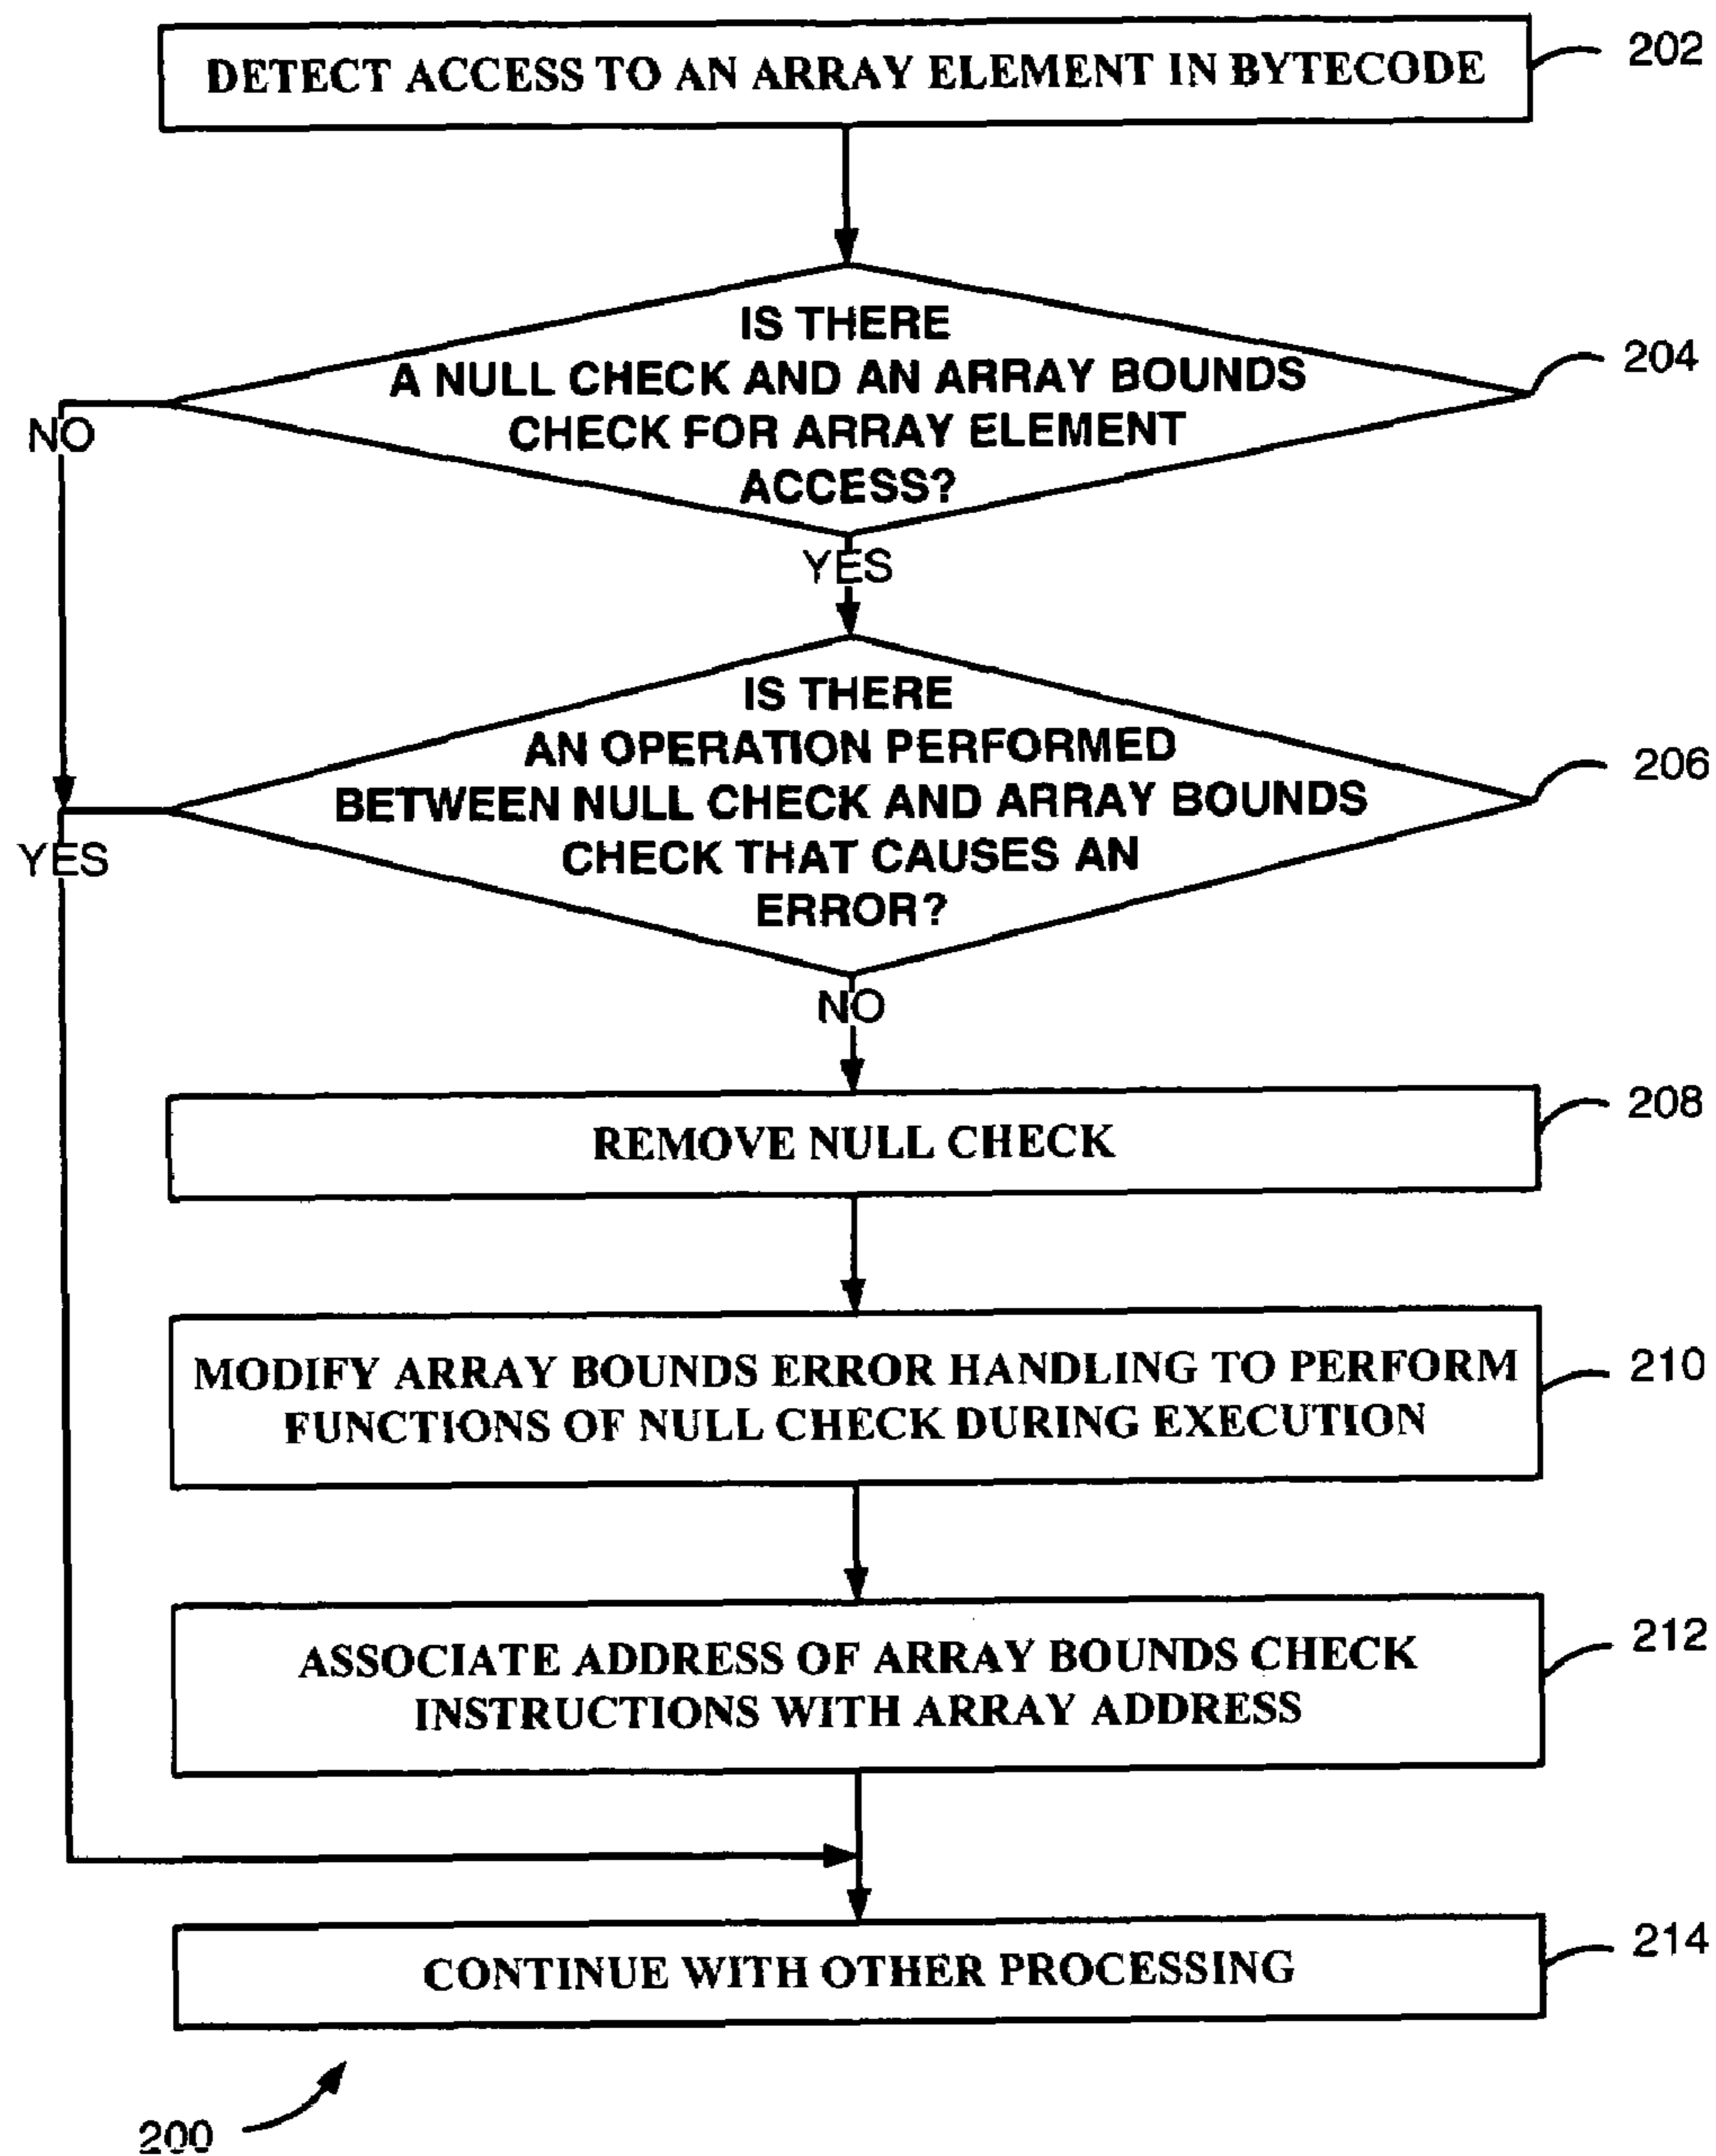 DETECT ACCESS TO AN ARRAY ELEMENT IN BYTECODE
202
IS THERE
A NULL CHECK AND AN ARRAY BOUNDS
CHECK FOR ARRAY ELEMENT
ACCESS?
204
NO
YES
IS THERE
AN OPERATION PERFORMED
BETWEEN NULL CHECK AND ARRAY BOUNDS
CHECK THAT CAUSES AN
ERROR?
206
YES
NO
REMOVE NULL CHECK
208
MODIFY ARRAY BOUNDS ERROR HANDLING TO PERFORM
FUNCTIONS OF NULL CHECK DURING EXECUTION
210
ASSOCIATE ADDRESS OF ARRAY BOUNDS CHECK
INSTRUCTIONS WITH ARRAY ADDRESS
212
CONTINUE WITH OTHER PROCESSING
214
200